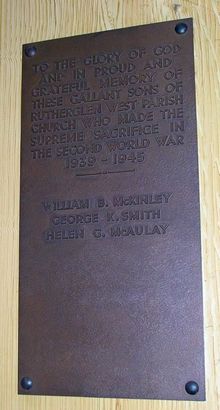 TO THE GLORY OF GOD
AND IN PROUD AND
GRATEFUL MEMORY OF
THESE GALLANT SONS OF
RUTHERGLEN WEST PARISH
CHURCH WHO MADE THE
SUPREME SACRIFICE IN
THE SECOND WORLD WAR
1939 - 1945
WILLIAM B. McKINLEY
GEORGE K. SMITH
HELEN G. McAULAY